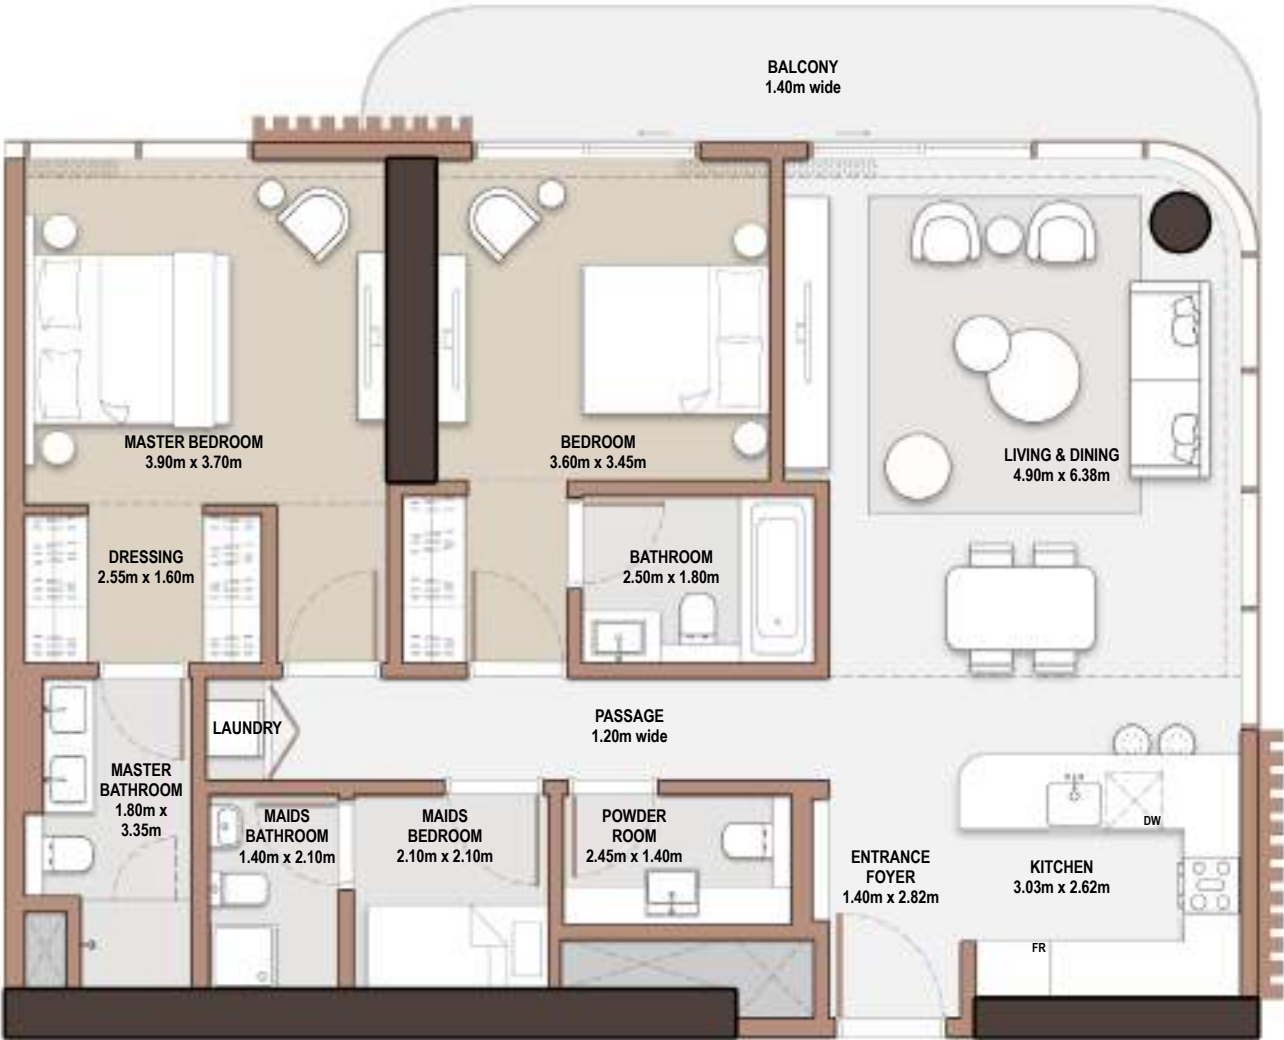 BALCONY
1.40m wide
MASTER BEDROOM
3.90m x 3.70m
BEDROOM
3.60m x 3.45m
LIVING & DINING
4.90m x 6.38m
DRESSING
2.55m x 1.60m
BATHROOM
2.50m x 1.80m
LAUNDRY
PASSAGE
1.20m wide
MASTER
BATHROOM
1.80m x
3.35m
MAIDS
BATHROOM
1.40m x 2.10m
MAIDS
BEDROOM
2.10m x 2.10m
POWDER
ROOM
2.45m x 1.40m
ENTRANCE
FOYER
1.40m x 2.82m
DW
KITCHEN
3.03m x 2.62m
FR